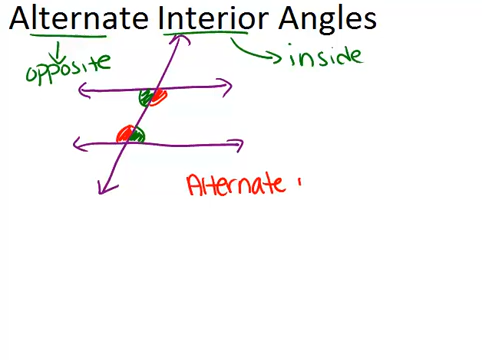 Alternate Interior Angles
opposite
inside
Alternate